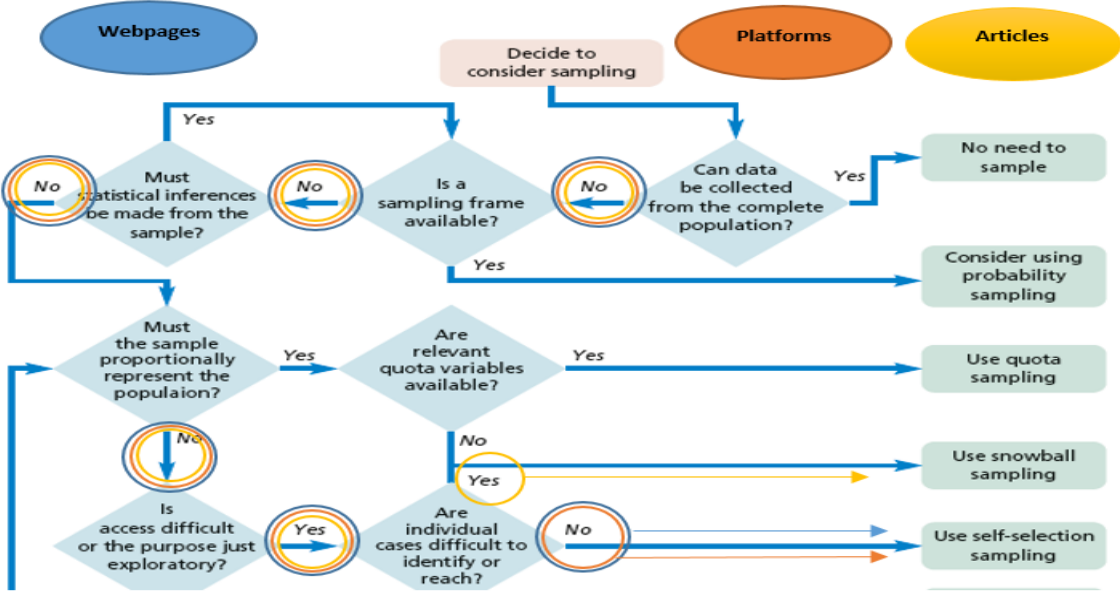 Webpages
Platforms
Articles
Decide to
consider sampling
Yes
No
Must
statistical inferences
be made from the
sample?
No
Is a
sampling frame
available?
No
Can data
be collected
from the complete
population?
Yes
No need to
sample
Yes
Consider using
probability
sampling
Must
the sample
proportionally
represent the
populaion?
Yes
Are
relevant
quota variables
available?
Yes
Use quota
sampling
No
No
Use snowball
sampling
Yes
Is
access difficult
or the purpose just
exploratory?
Yes
Are
individual
cases difficult to
identify or
reach?
No
Use self-selection
sampling